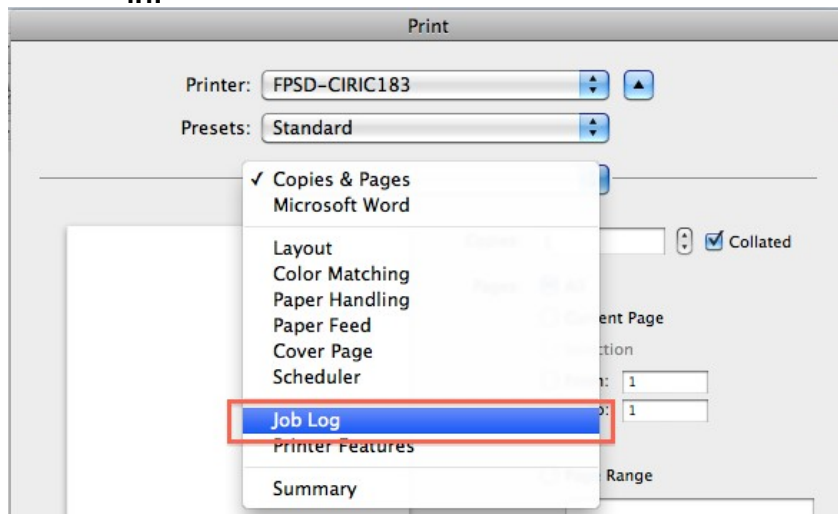 Print
Printer: FPSD-CIRIC183
Presets: Standard
✓ Copies & Pages
Microsoft Word
Layout
Color Matching
Paper Handling
Paper Feed
Cover Page
Scheduler
Job Log
Printer Features
Summary
Collated
ent Page
tion
1
1
Range